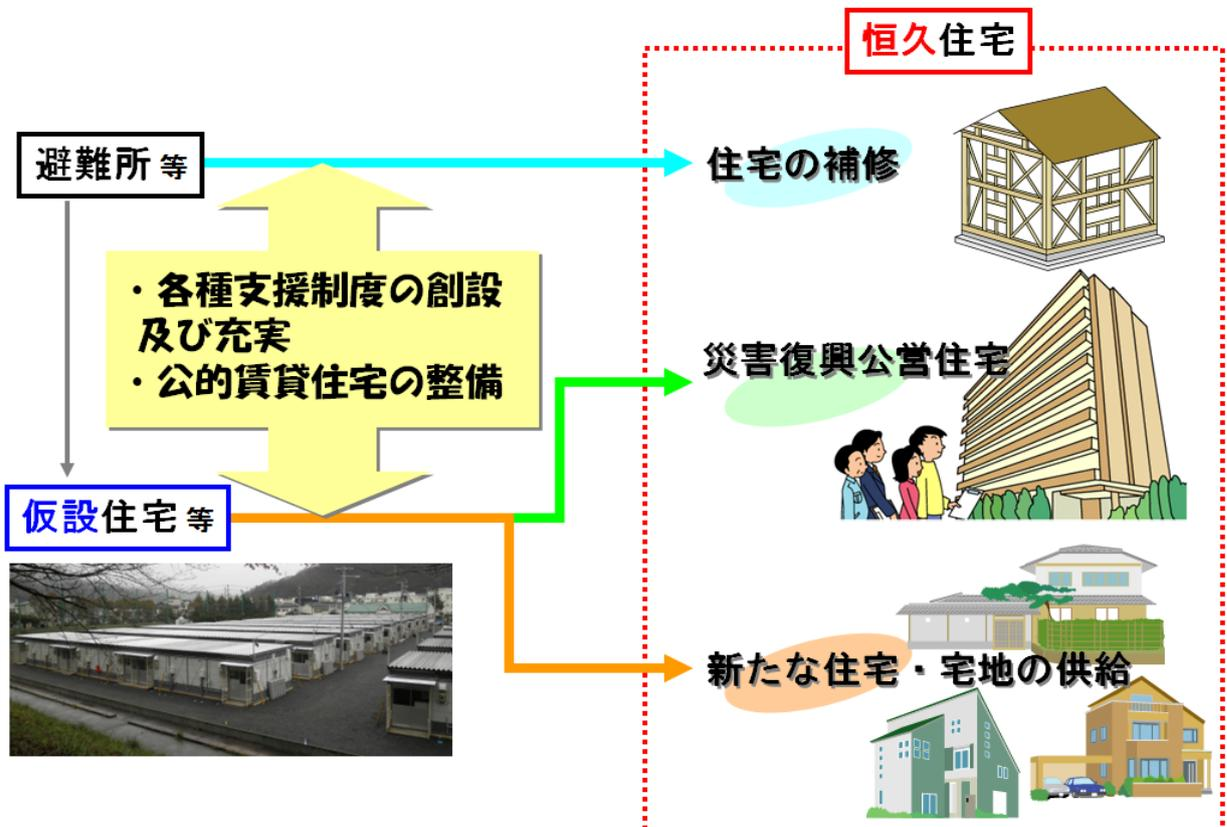 恒久住宅
避難所 等
住宅の補修
・各種支援制度の創設
及び充実
・公的賃貸住宅の整備
災害復興公営住宅
仮設住宅 等
新たな住宅・宅地の供給